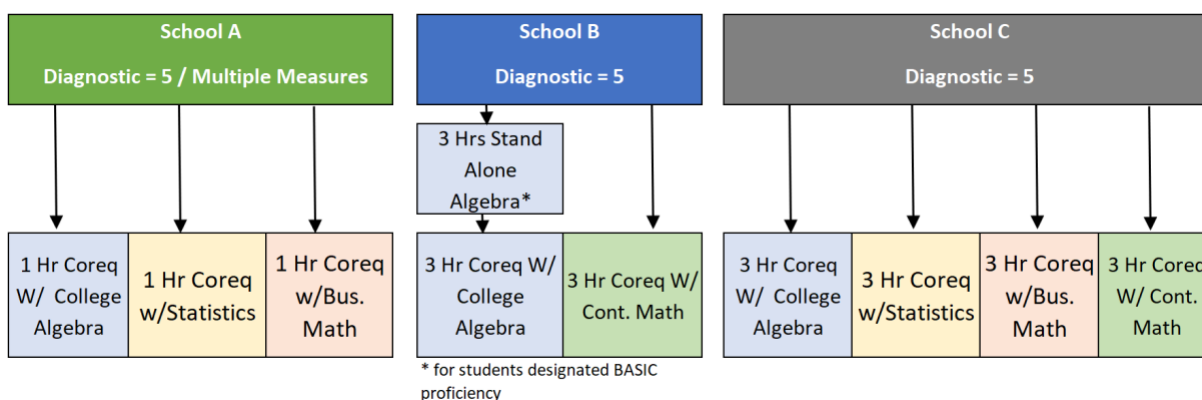 School A
Diagnostic = 5 / Multiple Measures
School B
Diagnostic = 5
School C
Diagnostic = 5
3 Hrs Stand
Alone
Algebra*
1 Hr Coreq
W/ College
Algebra
1 Hr Coreq
w/Statistics
1 Hr Coreq
w/Bus.
Math
3 Hr Coreq W/
College
Algebra
3 Hr Coreq W/
Cont. Math
3 Hr Coreq
W/ College
Algebra
3 Hr Coreq
w/Statistics
3 Hr Coreq
w/Bus.
Math
3 Hr Coreq
W/ Cont.
Math
* for students designated BASIC
proficiency